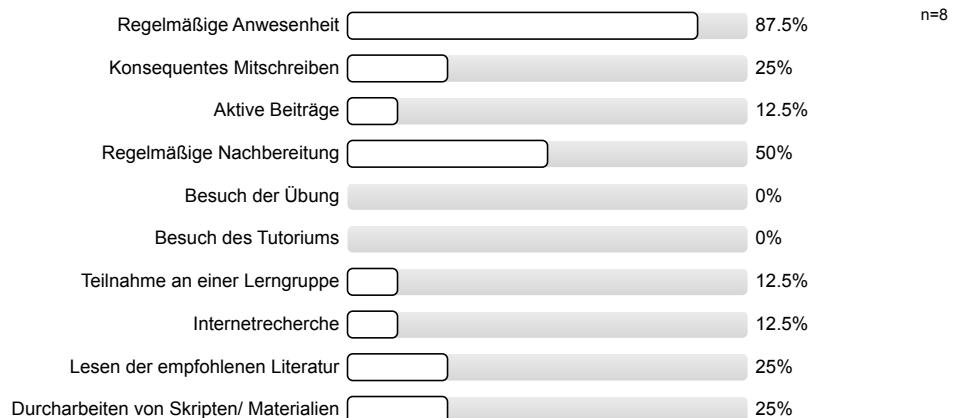 Regelmäßige Anwesenheit 87.5% n=8
Konsequentes Mitschreiben 25%
Aktive Beiträge 12.5%
Regelmäßige Nachbereitung 50%
Besuch der Übung 0%
Besuch des Tutoriums 0%
Teilnahme an einer Lerngruppe 12.5%
Internetrecherche 12.5%
Lesen der empfohlenen Literatur 25%
Durcharbeiten von Skripten/ Materialien 25%